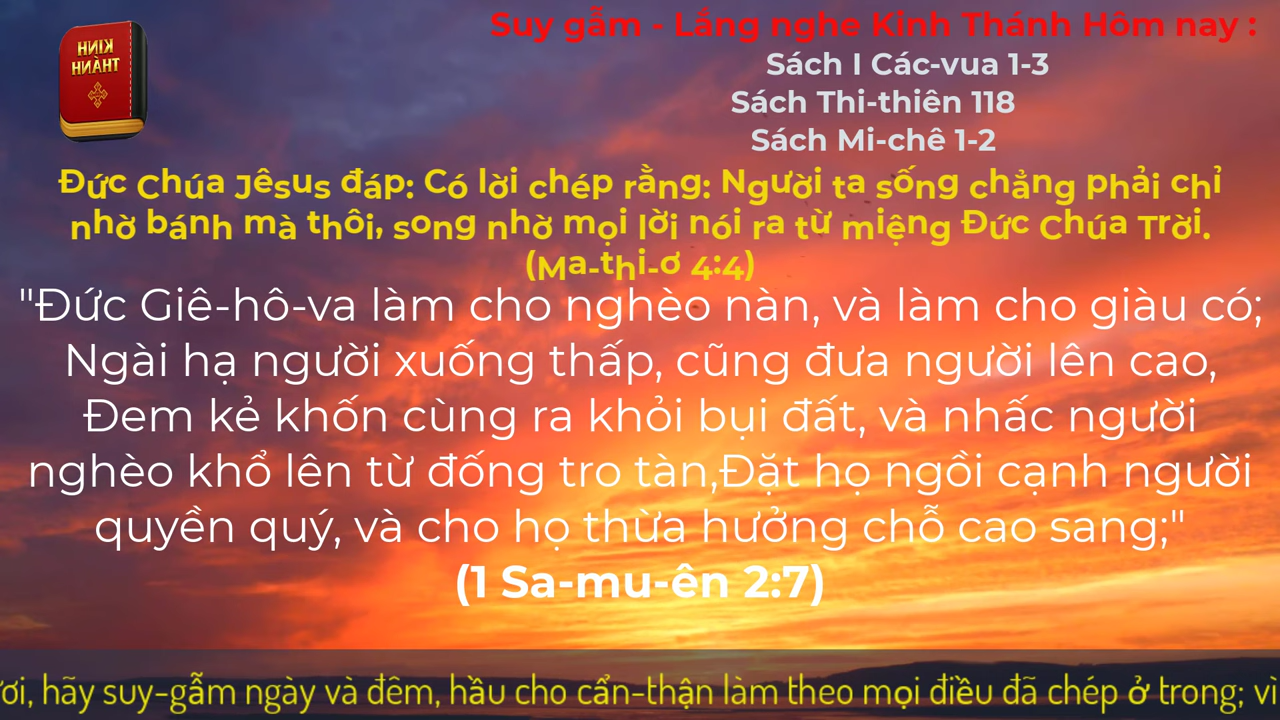 KINH
THÁNH
Suy gẫm - Lắng nghe Kinh Thánh Hôm nay :
Sách I Các-vua 1-3
Sách Thi-thiên 118
Sách Mi-chê 1-2
Đức Chúa Jêsus đáp: Có lời chép rằng: Người ta sống chẳng phải chỉ
nhờ bánh mà thôi, song nhờ mọi lời nói ra từ miệng Đức Chúa Trời.
(Ma-thi-ơ 4:4)
"Đức Giê-hô-va làm cho nghèo nàn, và làm cho giàu có;
Ngài hạ người xuống thấp, cũng đưa người lên cao,
Đem kẻ khốn cùng ra khỏi bụi đất, và nhấc người
nghèo khổ lên từ đống tro tàn,Đặt họ ngồi cạnh người
quyền quý, và cho họ thừa hưởng chỗ cao sang;"
(1 Sa-mu-ên 2:7)
ơi, hãy suy-gẫm ngày và đêm, hầu cho cẩn-thận làm theo mọi điều đã chép ở trong; vì